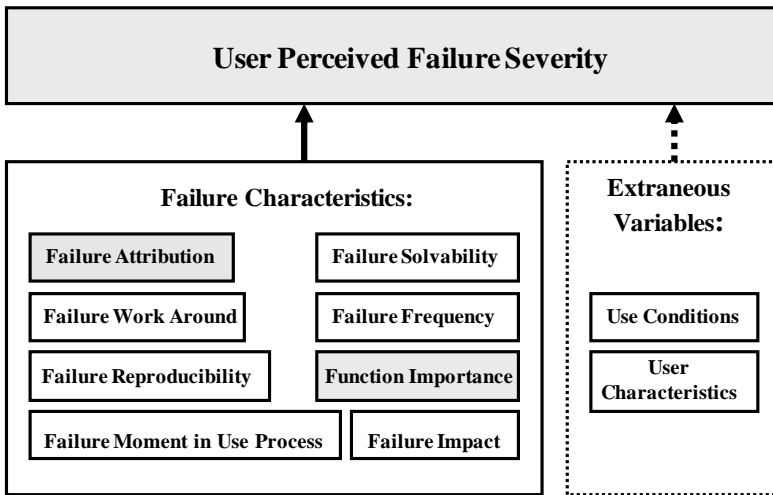 User Perceived Failure Severity
Failure Characteristics:
Failure Attribution
Failure Solvability
Failure Work Around
Failure Frequency
Failure Reproducibility
Function Importance
Failure Moment in Use Process
Failure Impact
Extraneous
Variables:
Use Conditions
User
Characteristics